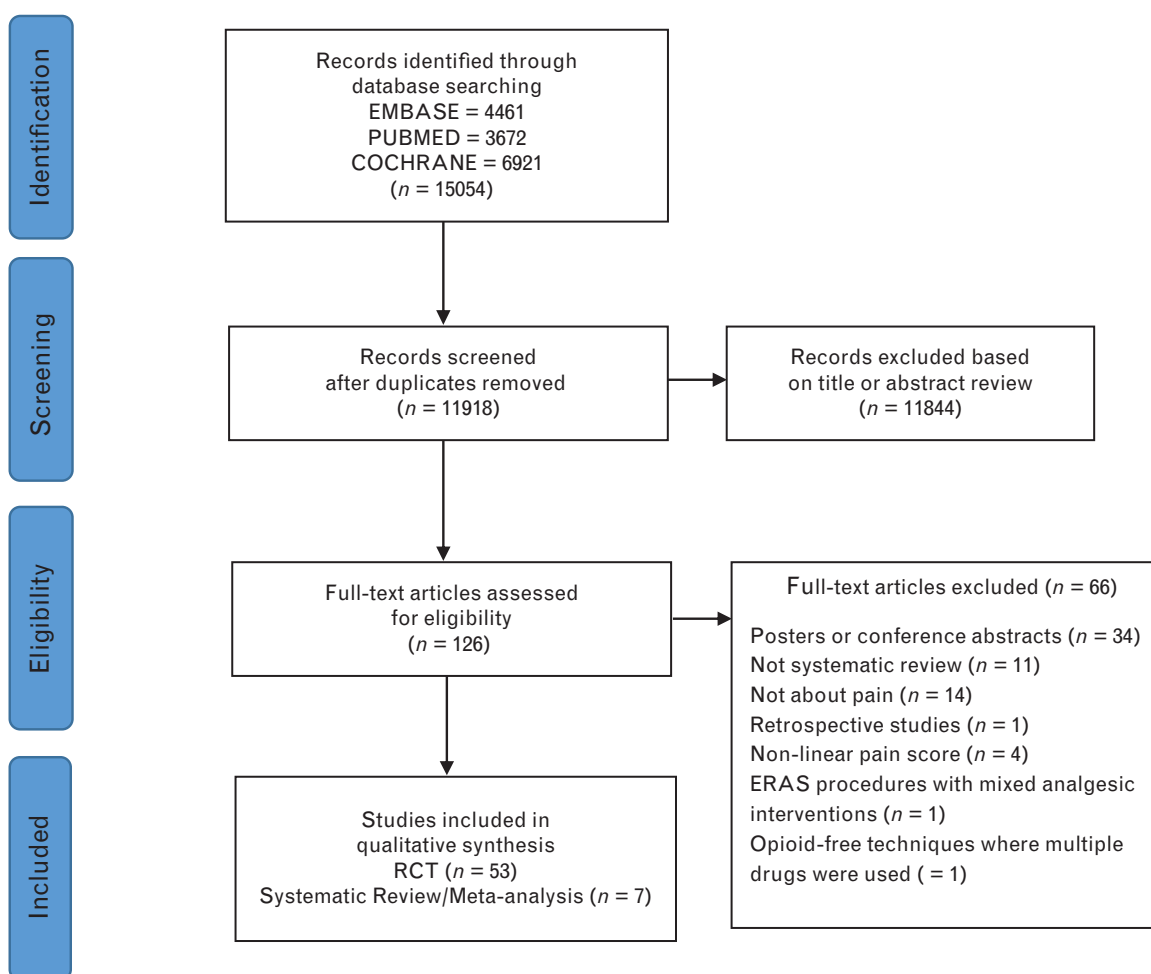 Identification
Records identified through
database searching
EMBASE = 4461
PUBMED = 3672
COCHRANE = 6921
(n = 15054)
Screening
Records screened
after duplicates removed
(n = 11918)
Records excluded based
on title or abstract review
(n = 11844)
Eligibility
Full-text articles assessed
for eligibility
(n = 126)
Full-text articles excluded (n = 66)
Posters or conference abstracts (n = 34)
Not systematic review (n = 11)
Not about pain (n = 14)
Retrospective studies (n = 1)
Non-linear pain score (n = 4)
ERAS procedures with mixed analgesic
interventions (n = 1)
Opioid-free techniques where multiple
drugs were used ( = 1)
Included
Studies included in
qualitative synthesis
RCT (n = 53)
Systematic Review/Meta-analysis (n = 7)